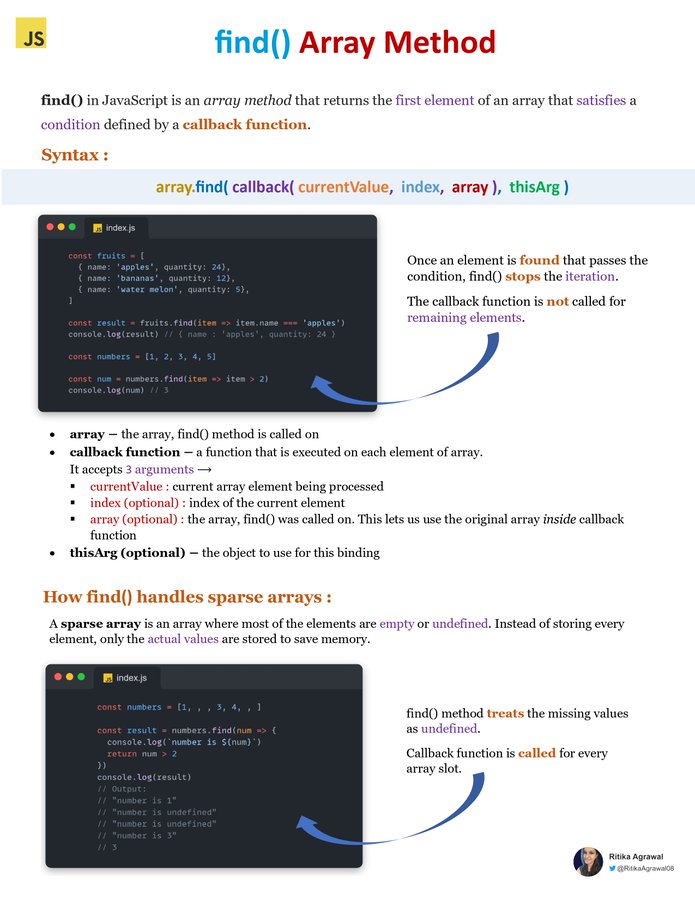 JS
find() Array Method
find() in JavaScript is an array method that returns the first element of an array that satisfies a
condition defined by a callback function.
Syntax :
array.find( callback( currentValue, index, array ), thisArg )
index.js
const fruits = [
{ name: 'apples', quantity: 24},
{ name: 'bananas', quantity: 12},
{ name: 'water melon', quantity: 5},
]
const result = fruits.find(item => item.name === 'apples')
console.log(result) // { name : 'apples', quantity: 24 }
const numbers = [1, 2, 3, 4, 5]
const num = numbers.find(item => item > 2)
console.log(num) // 3
Once an element is found that passes the
condition, find() stops the iteration.
The callback function is not called for
remaining elements.
• array – the array, find() method is called on
• callback function – a function that is executed on each element of array.
It accepts 3 arguments ⟶
▪ currentValue : current array element being processed
▪ index (optional) : index of the current element
▪ array (optional) : the array, find() was called on. This lets us use the original array inside callback
function
• thisArg (optional) – the object to use for this binding
How find() handles sparse arrays :
A sparse array is an array where most of the elements are empty or undefined. Instead of storing every
element, only the actual values are stored to save memory.
index.js
const numbers = [1, , , 3, 4, , ]
const result = numbers.find(num => {
console.log(`number is ${num}`)
return num > 2
})
console.log(result)
// Output:
// "number is 1"
// "number is undefined"
// "number is undefined"
// "number is 3"
// 3
find() method treats the missing values
as undefined.
Callback function is called for every
array slot.
Ritika Agrawal
@RitikaAgrawal08